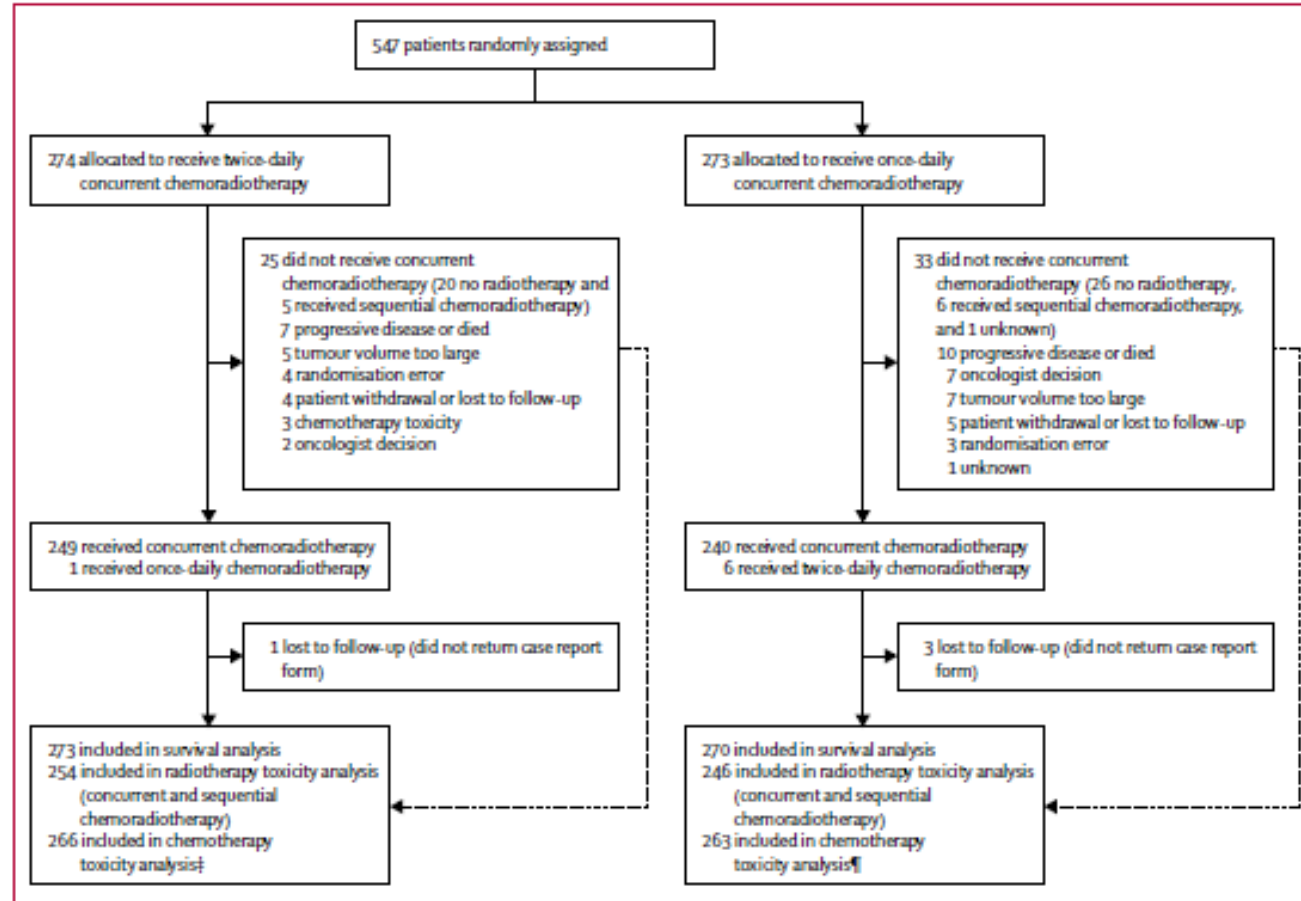 547 patients randomly assigned
274 allocated to receive twice-daily
concurrent chemoradiotherapy
273 allocated to receive once-daily
concurrent chemoradiotherapy
25 did not receive concurrent
chemoradiotherapy (20 no radiotherapy and
5 received sequential chemoradiotherapy)
7 progressive disease or died
5 tumour volume too large
4 randomisation error
4 patient withdrawal or lost to follow-up
3 chemotherapy toxicity
2 oncologist decision
33 did not receive concurrent
chemoradiotherapy (26 no radiotherapy,
6 received sequential chemoradiotherapy,
and 1 unknown)
10 progressive disease or died
7 oncologist decision
7 tumour volume too large
5 patient withdrawal or lost to follow-up
3 randomisation error
1 unknown
249 received concurrent chemoradiotherapy
1 received once-daily chemoradiotherapy
240 received concurrent chemoradiotherapy
6 received twice-daily chemoradiotherapy
1 lost to follow-up (did not return case report
form)
3 lost to follow-up (did not return case report
form)
273 included in survival analysis
254 included in radiotherapy toxicity analysis
(concurrent and sequential
chemoradiotherapy)
266 included in chemotherapy
toxicity analysis‡
270 included in survival analysis
246 included in radiotherapy toxicity analysis
(concurrent and sequential
chemoradiotherapy)
263 included in chemotherapy
toxicity analysis¶